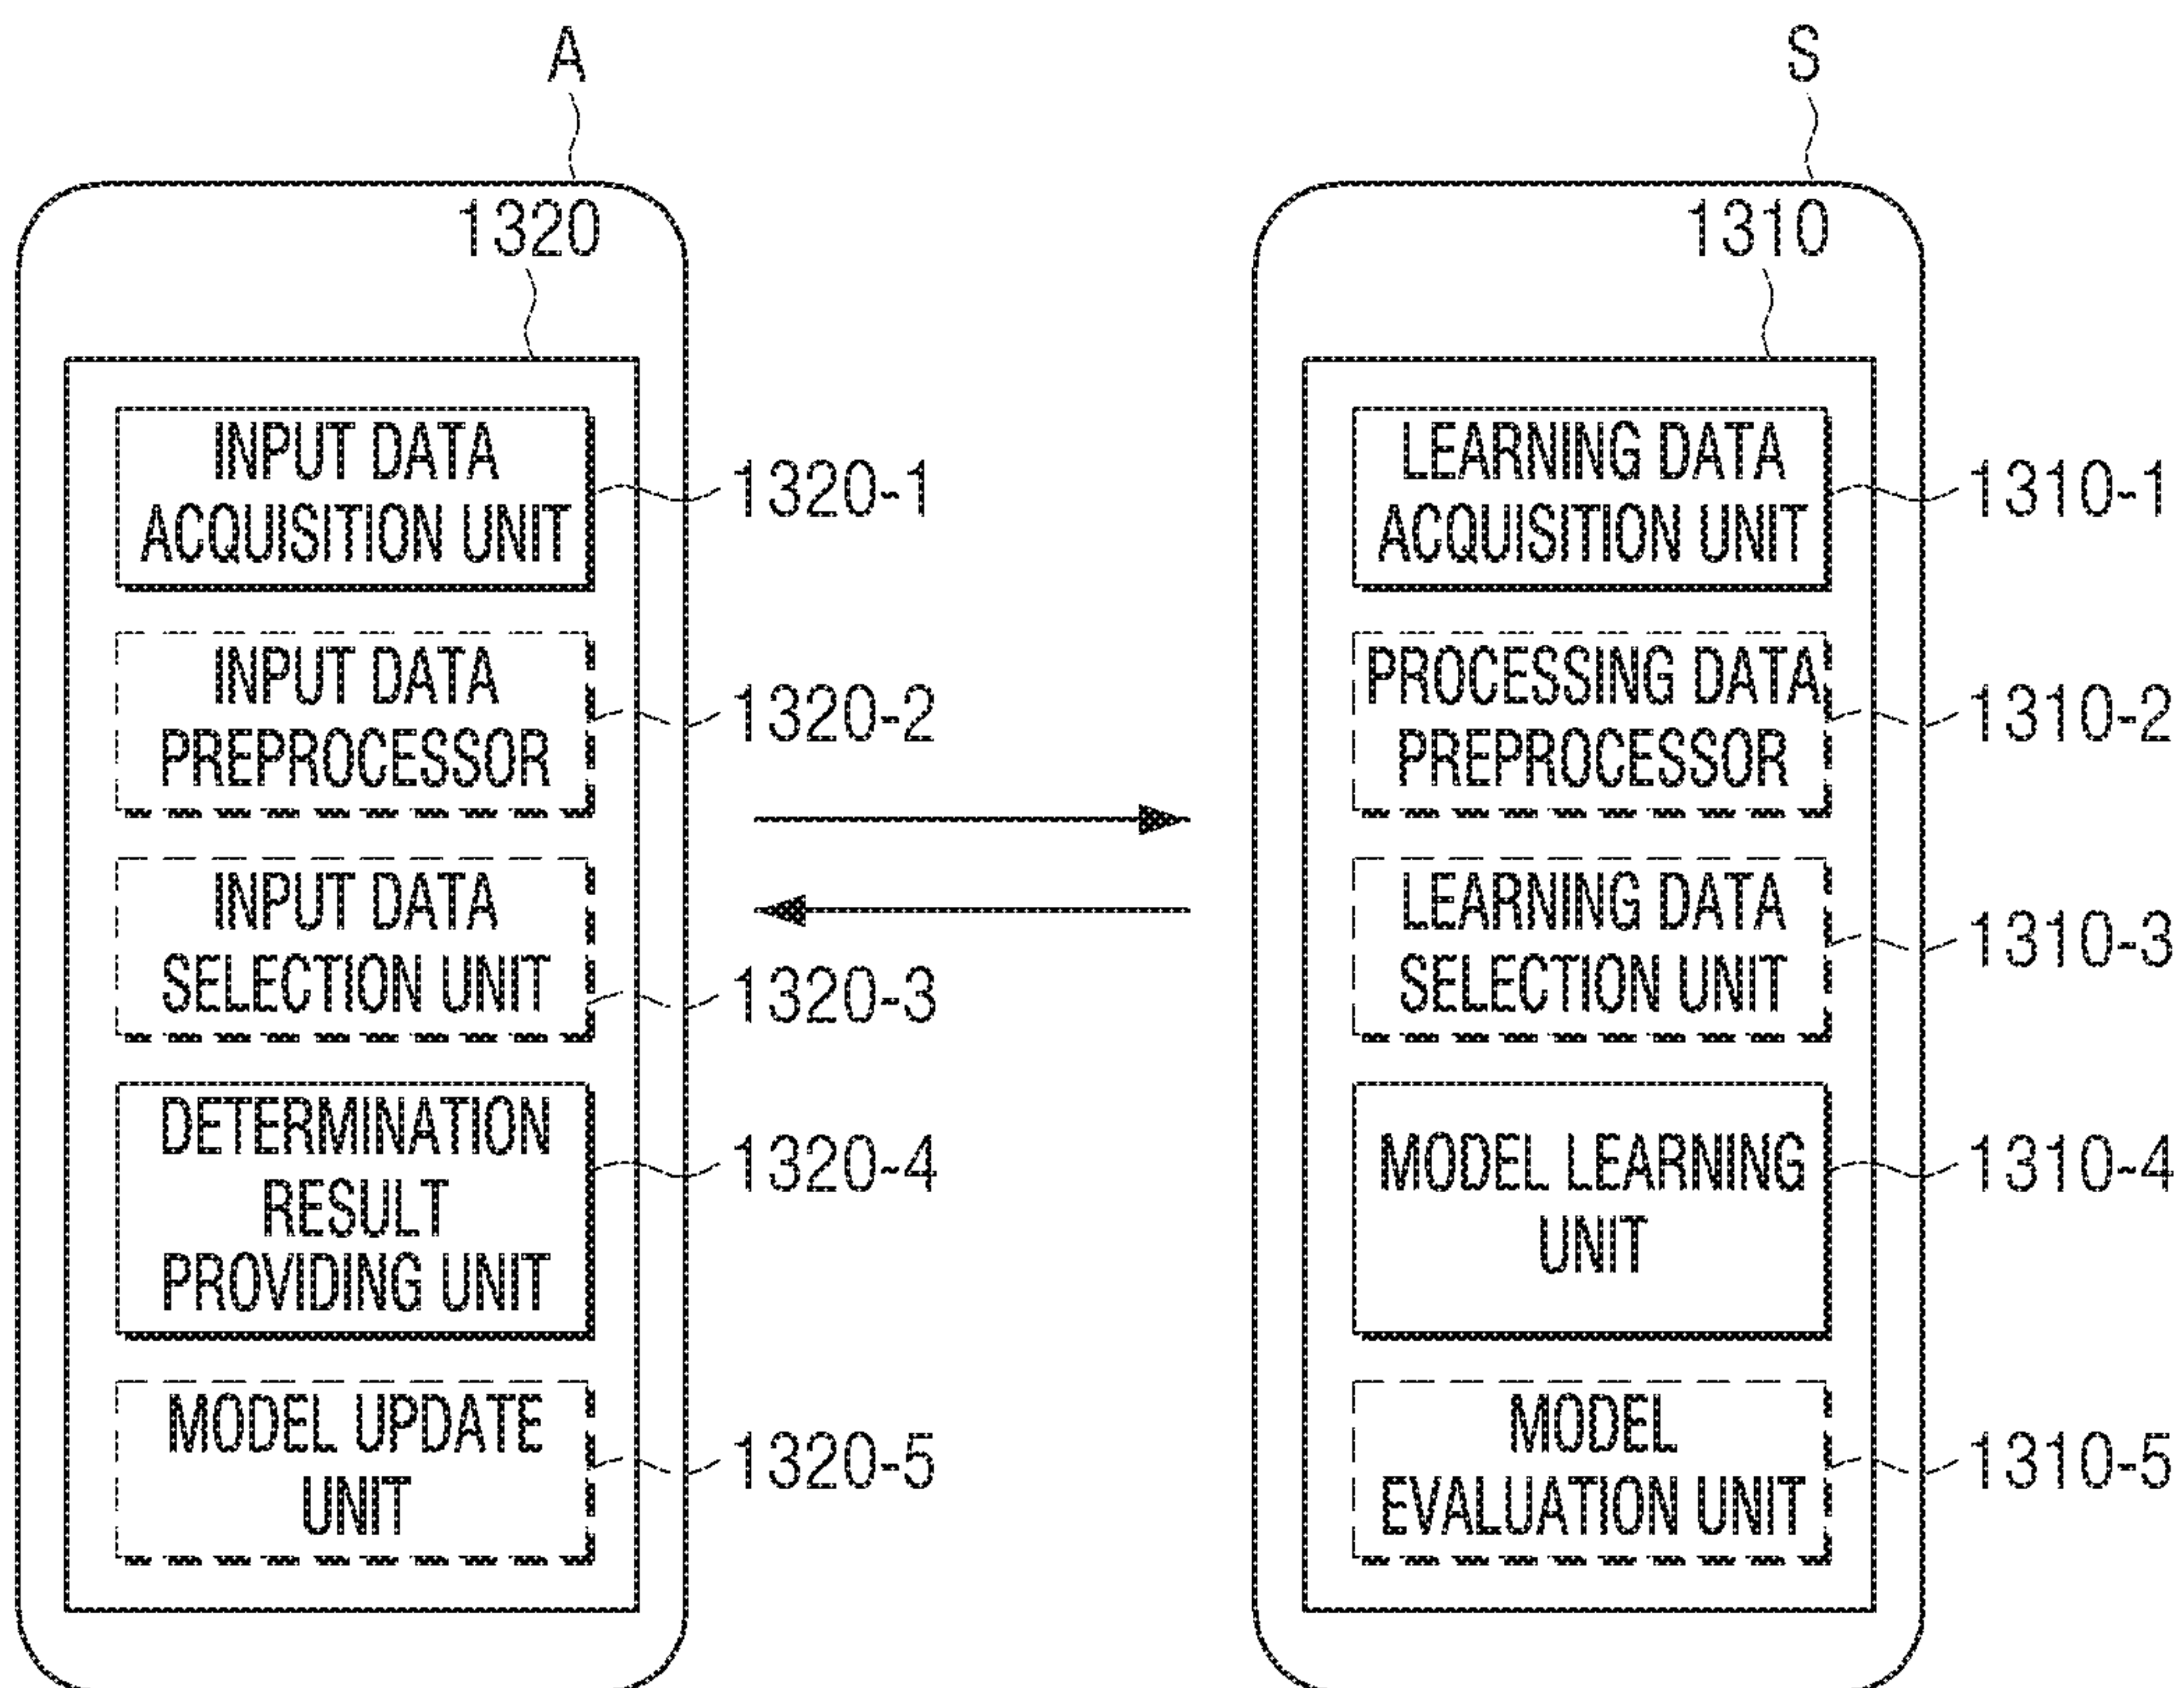 A
1320
INPUT DATA
ACQUISITION UNIT
1320-1
INPUT DATA
PREPROCESSOR
1320-2
INPUT DATA
SELECTION UNIT
1320-3
DETERMINATION
RESULT
PROVIDING UNIT
1320-4
MODEL UPDATE
UNIT
1320-5
S
1310
LEARNING DATA
ACQUISITION UNIT
1310-1
PROCESSING DATA
PREPROCESSOR
1310-2
LEARNING DATA
SELECTION UNIT
1310-3
MODEL LEARNING
UNIT
1310-4
MODEL
EVALUATION UNIT
1310-5